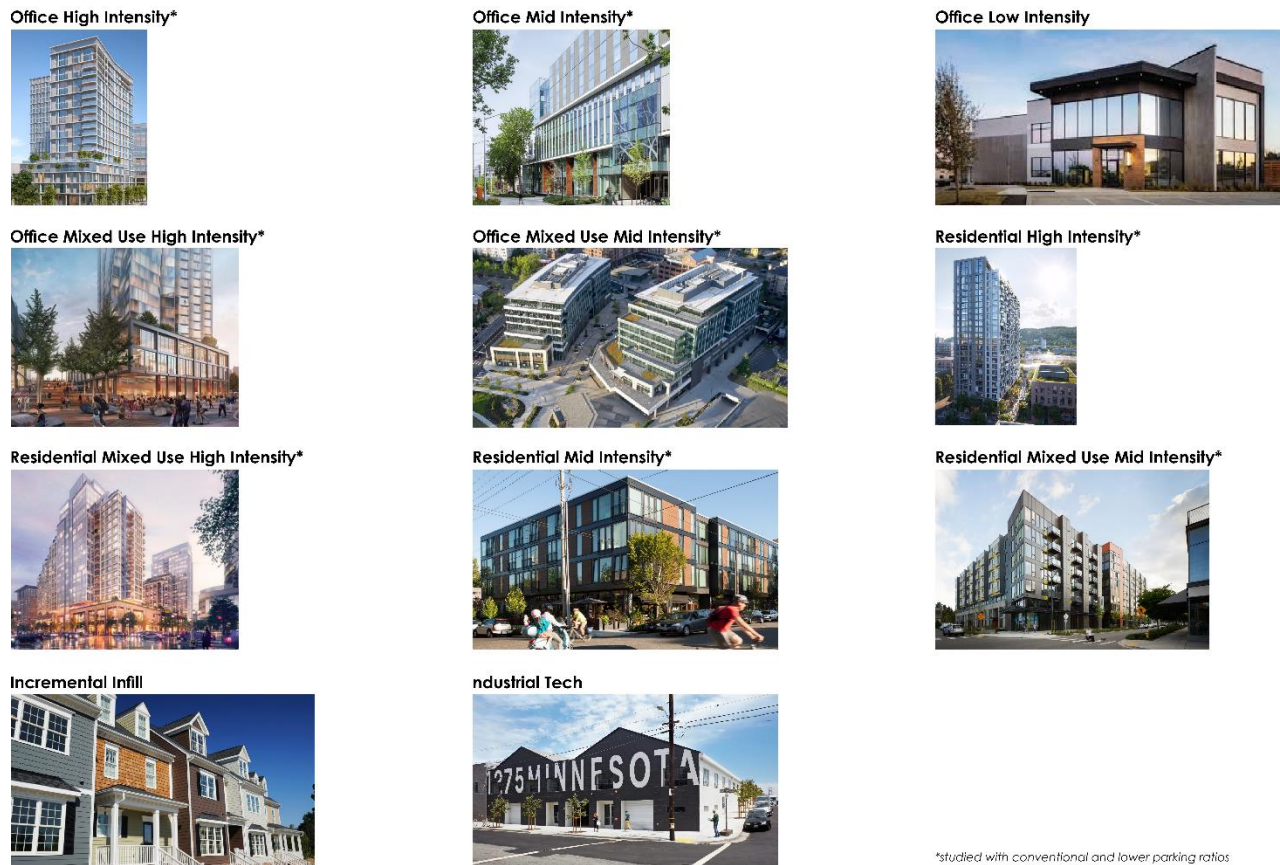 Office High Intensity*
Office Mid Intensity*
Office Low Intensity
Office Mixed Use High Intensity*
Office Mixed Use Mid Intensity*
Residential High Intensity*
Residential Mixed Use High Intensity*
Residential Mid Intensity*
Residential Mixed Use Mid Intensity*
Incremental Infill
ndustrial Tech
1275MINNESOTA
*studied with conventional and lower parking ratios